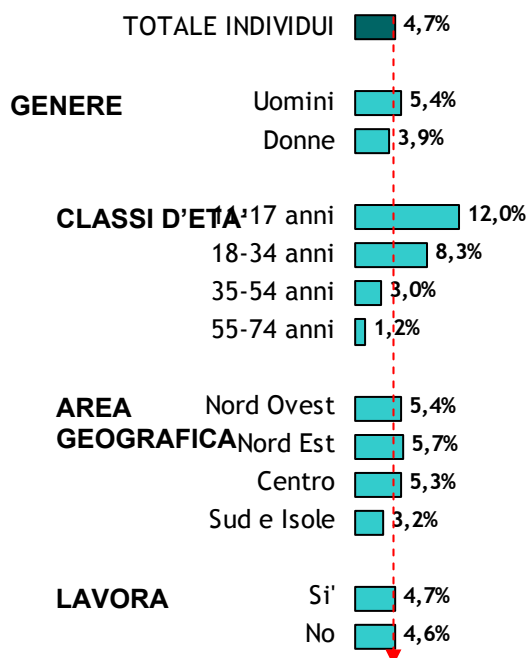 TOTALE INDIVIDUI 4,7%
GENERE
Uomini 5,4%
Donne 3,9%
CLASSI D'ETA'
11-17 anni 12,0%
18-34 anni 8,3%
35-54 anni 3,0%
55-74 anni 1,2%
AREA
GEOGRAFICA
Nord Ovest 5,4%
Nord Est 5,7%
Centro 5,3%
Sud e Isole 3,2%
LAVORA
Si' 4,7%
No 4,6%